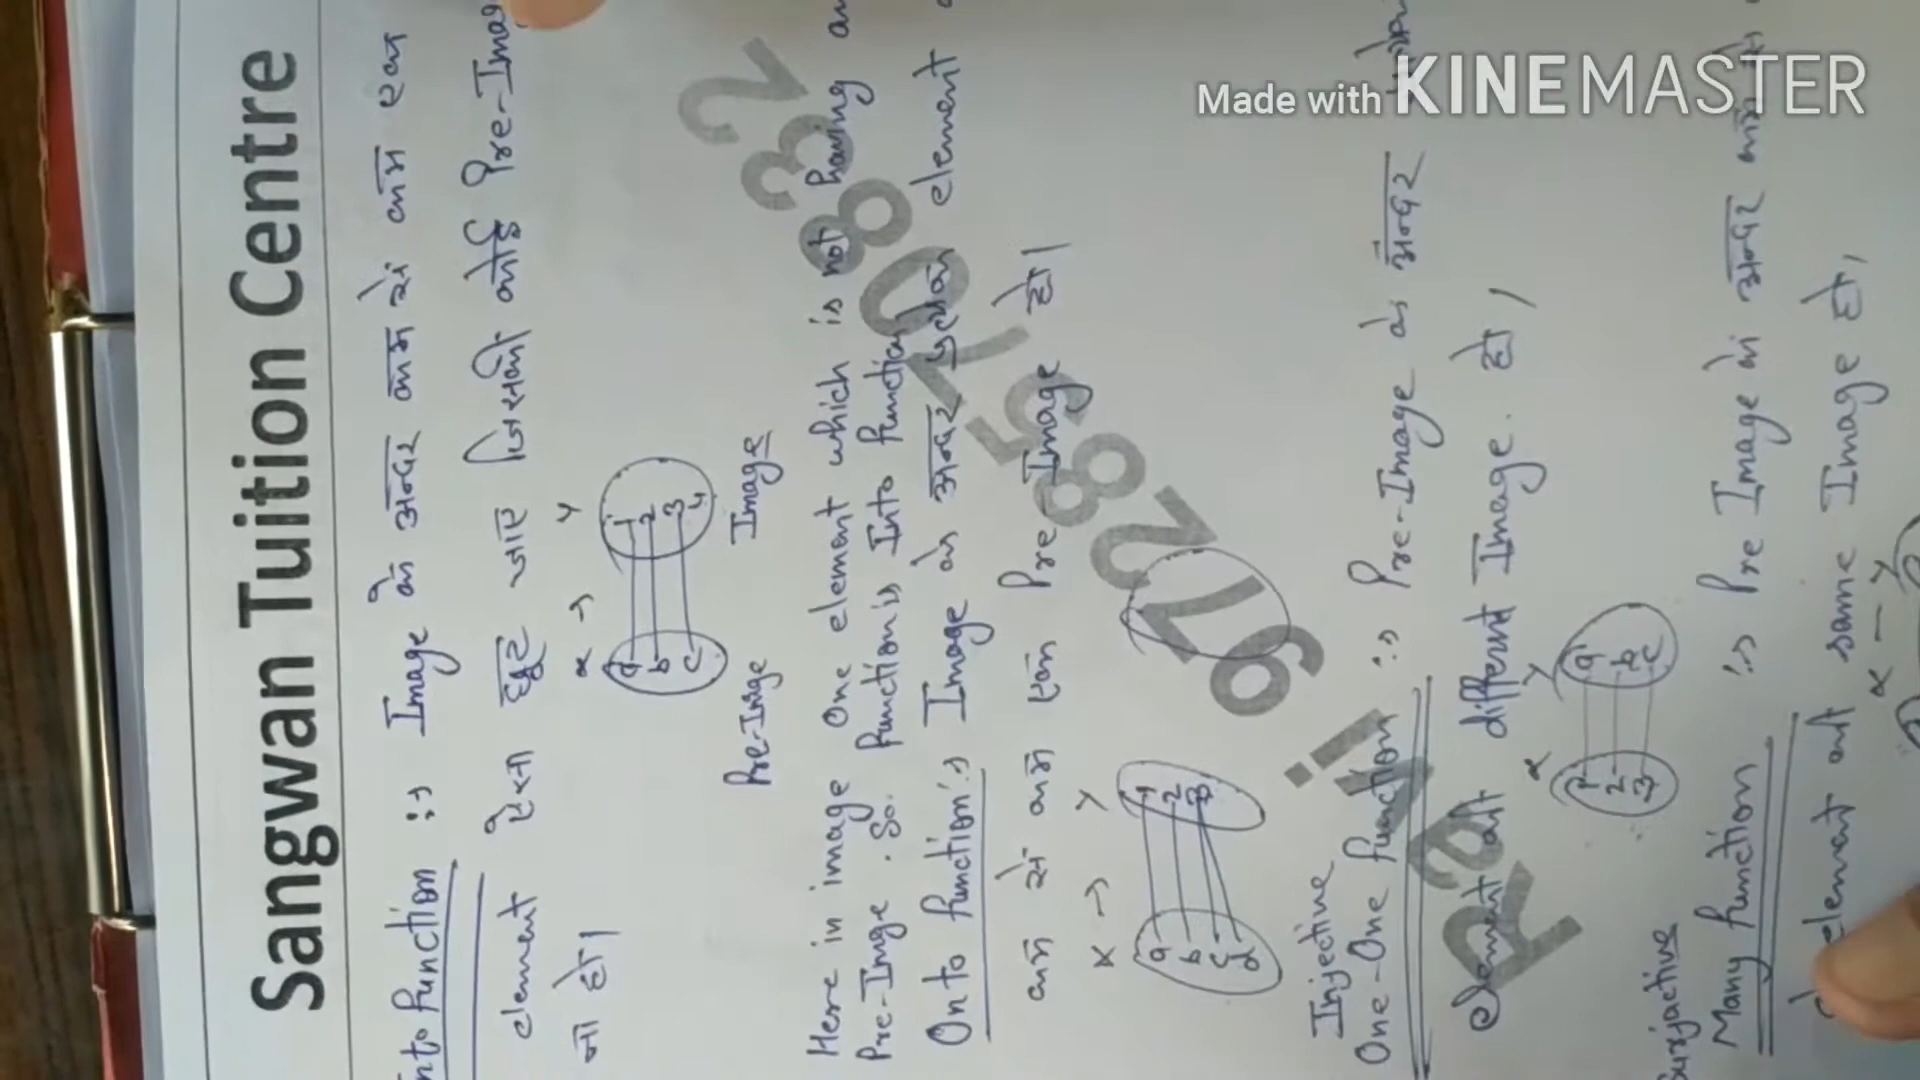 Made with KINEMASTER
Sangwan Tuition Centre
Into function :→ Image के अन्दर कम से कम एक
element ऐसा छूट जाए जिसकी कोई Pre-Image
ना हो।
x → y
a b c
1 2 3 4
Pre-Image Image
Here in image One element which is not having
Pre-Image. So. function is Into function
Onto function :→ Image के अन्दर element
कम से कम एक Pre-Image हो।
x → y
a b c d
1 2 3
Injective
One-One function :→ Pre-Image के अन्दर
element की different Image हो,
x y
1 2 3
a b c
Surjective
Many function :→ Pre Image के अन्दर
element की same Image हो,
x → y
Ravi 9728570832